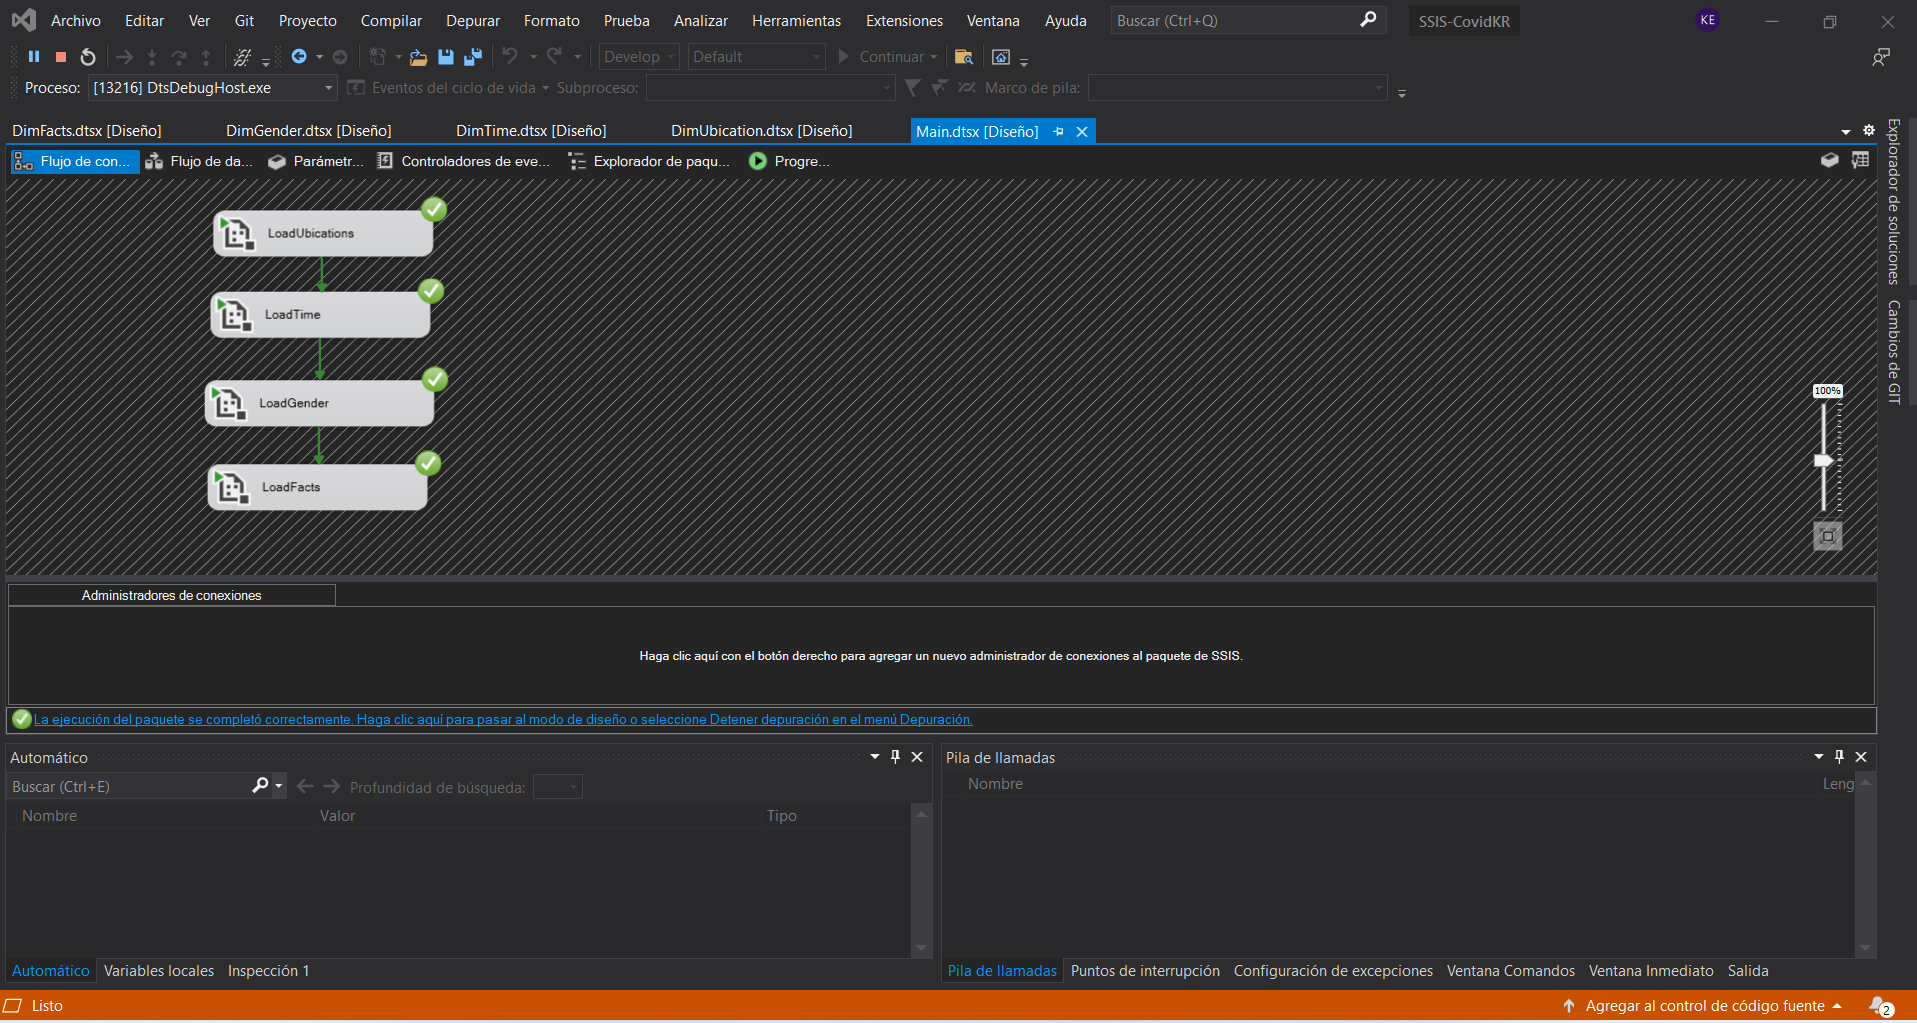 Archivo Editar Ver Git Proyecto Compilar Depurar Formato Prueba Analizar Herramientas Extensiones Ventana Ayuda Buscar (Ctrl+Q) SSIS-CovidKR KE
Develop Default Continuar
Proceso: [13216] DtsDebugHost.exe Eventos del ciclo de vida Subproceso: Marco de pila:
DimFacts.dtsx [Diseño] DimGender.dtsx [Diseño] DimTime.dtsx [Diseño] DimUbication.dtsx [Diseño] Main.dtsx [Diseño]
Flujo de con... Flujo de da... Parámetr... Controladores de eve... Explorador de paqu... Progre...
LoadUbications
LoadTime
LoadGender
LoadFacts
100%
Explorador de soluciones
Cambios de GIT
Administradores de conexiones
Haga clic aquí con el botón derecho para agregar un nuevo administrador de conexiones al paquete de SSIS.
La ejecución del paquete se completó correctamente. Haga clic aquí para pasar al modo de diseño o seleccione Detener depuración en el menú Depuración.
Automático
Buscar (Ctrl+E) Profundidad de búsqueda:
Nombre Valor Tipo
Automático Variables locales Inspección 1
Pila de llamadas
Nombre Leng
Pila de llamadas Puntos de interrupción Configuración de excepciones Ventana Comandos Ventana Inmediato Salida
Listo Agregar al control de código fuente 2